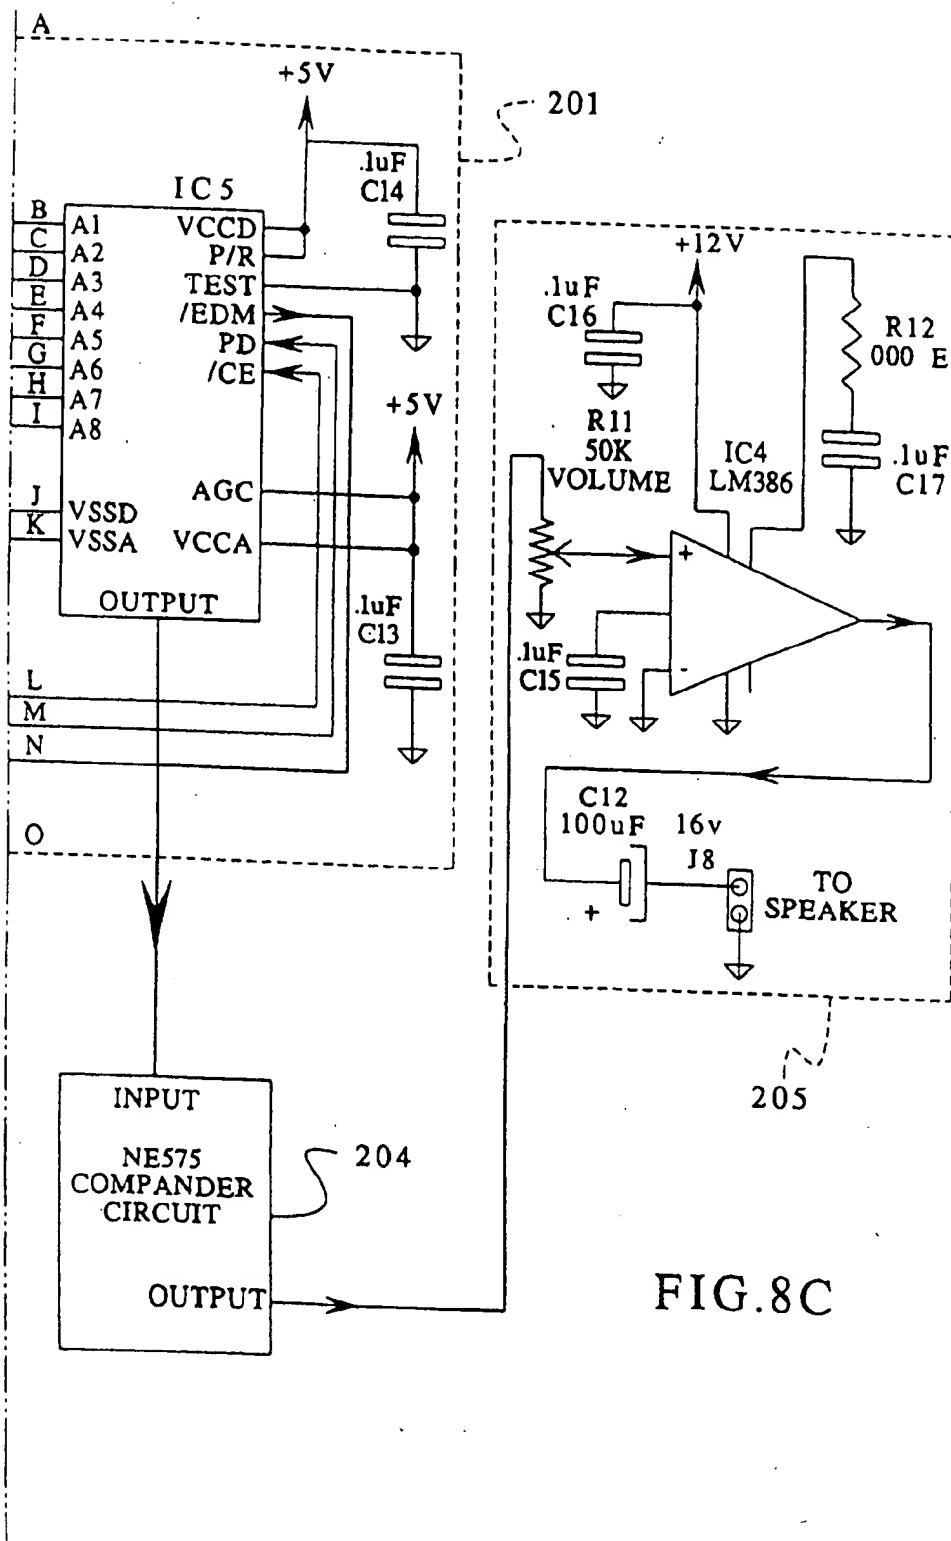 A
+5V
201
.1uF
C14
IC5
B
C
D
E
F
G
H
I
J
K
A1
A2
A3
A4
A5
A6
A7
A8
VSSD
VSSA
VCCD
P/R
TEST
/EDM
PD
/CE
+5V
AGC
VCCA
OUTPUT
.1uF
C13
L
M
N
O
+12V
.1uF
C16
R12
000 E
R11
50K
VOLUME
IC4
LM386
.1uF
C17
+
.1uF
C15
-
C12
100uF 16v
J8
+
TO
SPEAKER
205
INPUT
NE575
COMPANDER
CIRCUIT
204
OUTPUT
FIG.8C